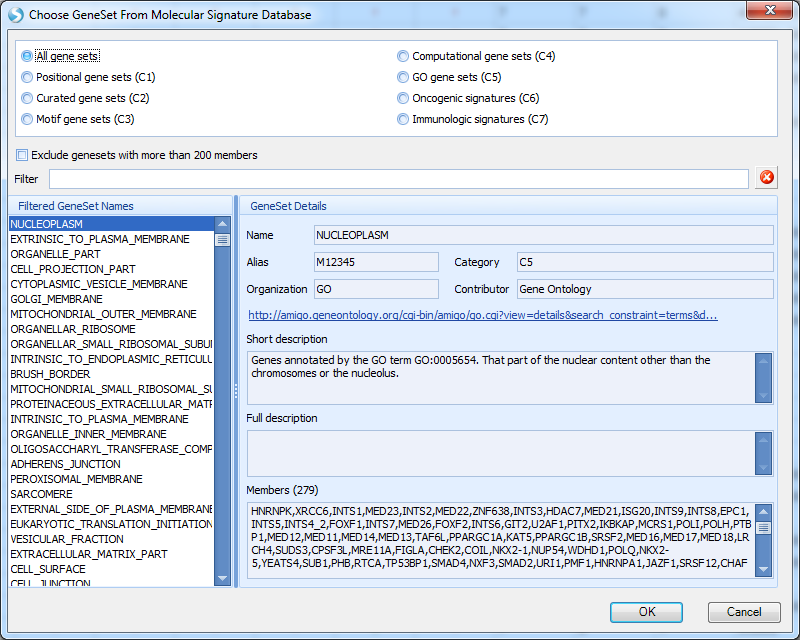 Choose GeneSet From Molecular Signature Database
All gene sets
Positional gene sets (C1)
Curated gene sets (C2)
Motif gene sets (C3)
Computational gene sets (C4)
GO gene sets (C5)
Oncogenic signatures (C6)
Immunologic signatures (C7)
Exclude genesets with more than 200 members
Filter
Filtered GeneSet Names
NUCLEOPLASM
EXTRINSIC_TO_PLASMA_MEMBRANE
ORGANELLE_PART
CELL_PROJECTION_PART
CYTOPLASMIC_VESICLE_MEMBRANE
GOLGI_MEMBRANE
MITOCHONDRIAL_OUTER_MEMBRANE
ORGANELLAR_RIBOSOME
ORGANELLAR_SMALL_RIBOSOMAL_SUBU
INTRINSIC_TO_ENDOPLASMIC_RETICULU
BRUSH_BORDER
MITOCHONDRIAL_SMALL_RIBOSOMAL_SU
PROTEINACEOUS_EXTRACELLULAR_MATR
INTRINSIC_TO_PLASMA_MEMBRANE
ORGANELLE_INNER_MEMBRANE
OLIGOSACCHARYL_TRANSFERASE_COMP
ADHERENS_JUNCTION
PEROXISOMAL_MEMBRANE
SARCOMERE
EXTERNAL_SIDE_OF_PLASMA_MEMBRANE
EUKARYOTIC_TRANSLATION_INITIATION
VESICULAR_FRACTION
EXTRACELLULAR_MATRIX_PART
CELL_SURFACE
CELL_JUNCTION
GeneSet Details
Name NUCLEOPLASM
Alias M12345 Category C5
Organization GO Contributor Gene Ontology
http://amigo.geneontology.org/cgi-bin/amigo/go.cgi?view=details&search_constraint=terms&d...
Short description
Genes annotated by the GO term GO:0005654. That part of the nuclear content other than the
chromosomes or the nucleolus.
Full description
Members (279)
HNRNPK,XRCC6,INTS1,MED23,INTS2,MED22,ZNF638,INTS3,HDAC7,MED21,ISG20,INTS9,INTS8,EPC1,
INTS5,INTS4_2,FOXF1,INTS7,MED26,FOXF2,INTS6,GIT2,U2AF1,PITX2,IKBKAP,MCRS1,POLI,POLH,PTB
P1,MED12,MED11,MED14,MED13,TAF6L,PPARGC1A,KAT5,PPARGC1B,SRSF2,MED16,MED17,MED18,LR
CH4,SUDS3,CPSF3L,MRE11A,FIGLA,CHEK2,COIL,NKX2-1,NUP54,WDHD1,POLQ,NKX2-
5,YEATS4,SUB1,PHB,RTCA,TP53BP1,SMAD4,NXF3,SMAD2,URI1,PMF1,HNRNPA1,JAZF1,SRSF12,CHAF
OK
Cancel